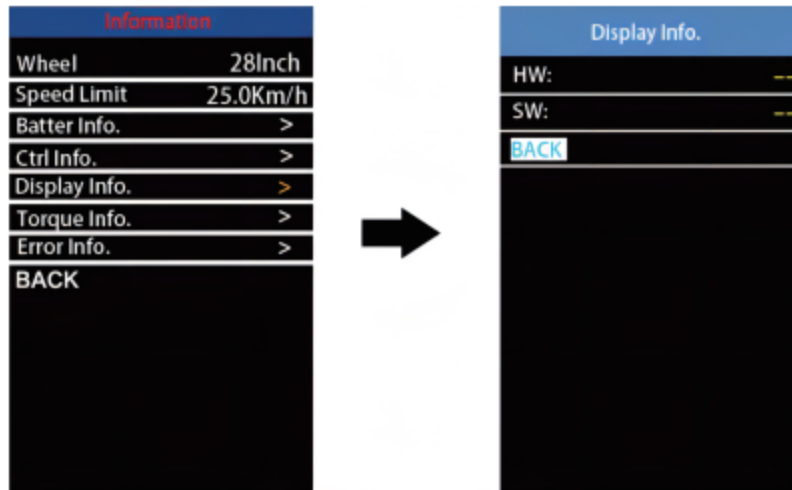 Information
Wheel 28Inch
Speed Limit 25.0Km/h
Batter Info. >
Ctrl Info. >
Display Info. >
Torque Info. >
Error Info. >
BACK
Display Info.
HW: --
SW: --
BACK